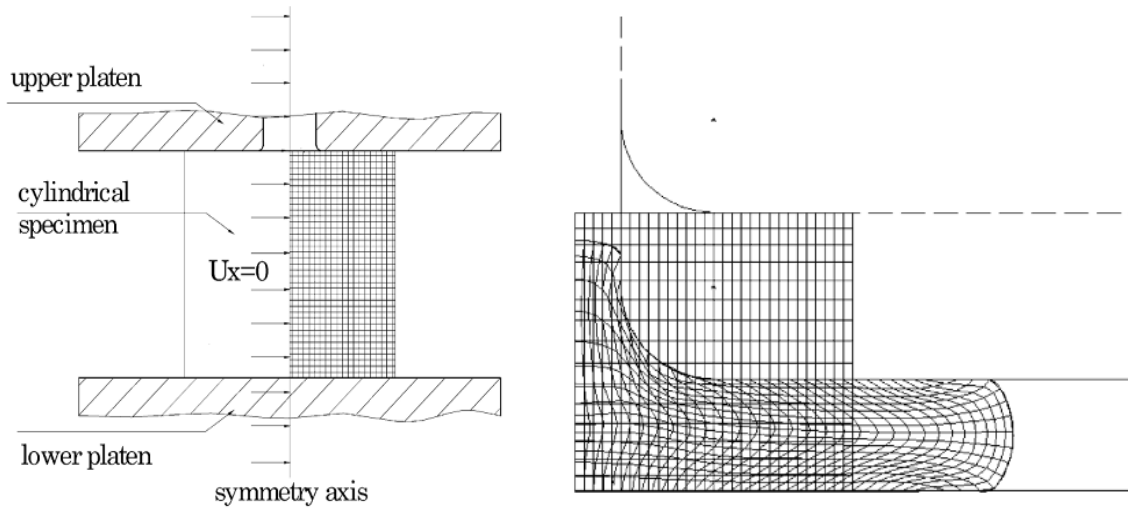 upper platen
cylindrical
specimen
Ux=0
lower platen
symmetry axis